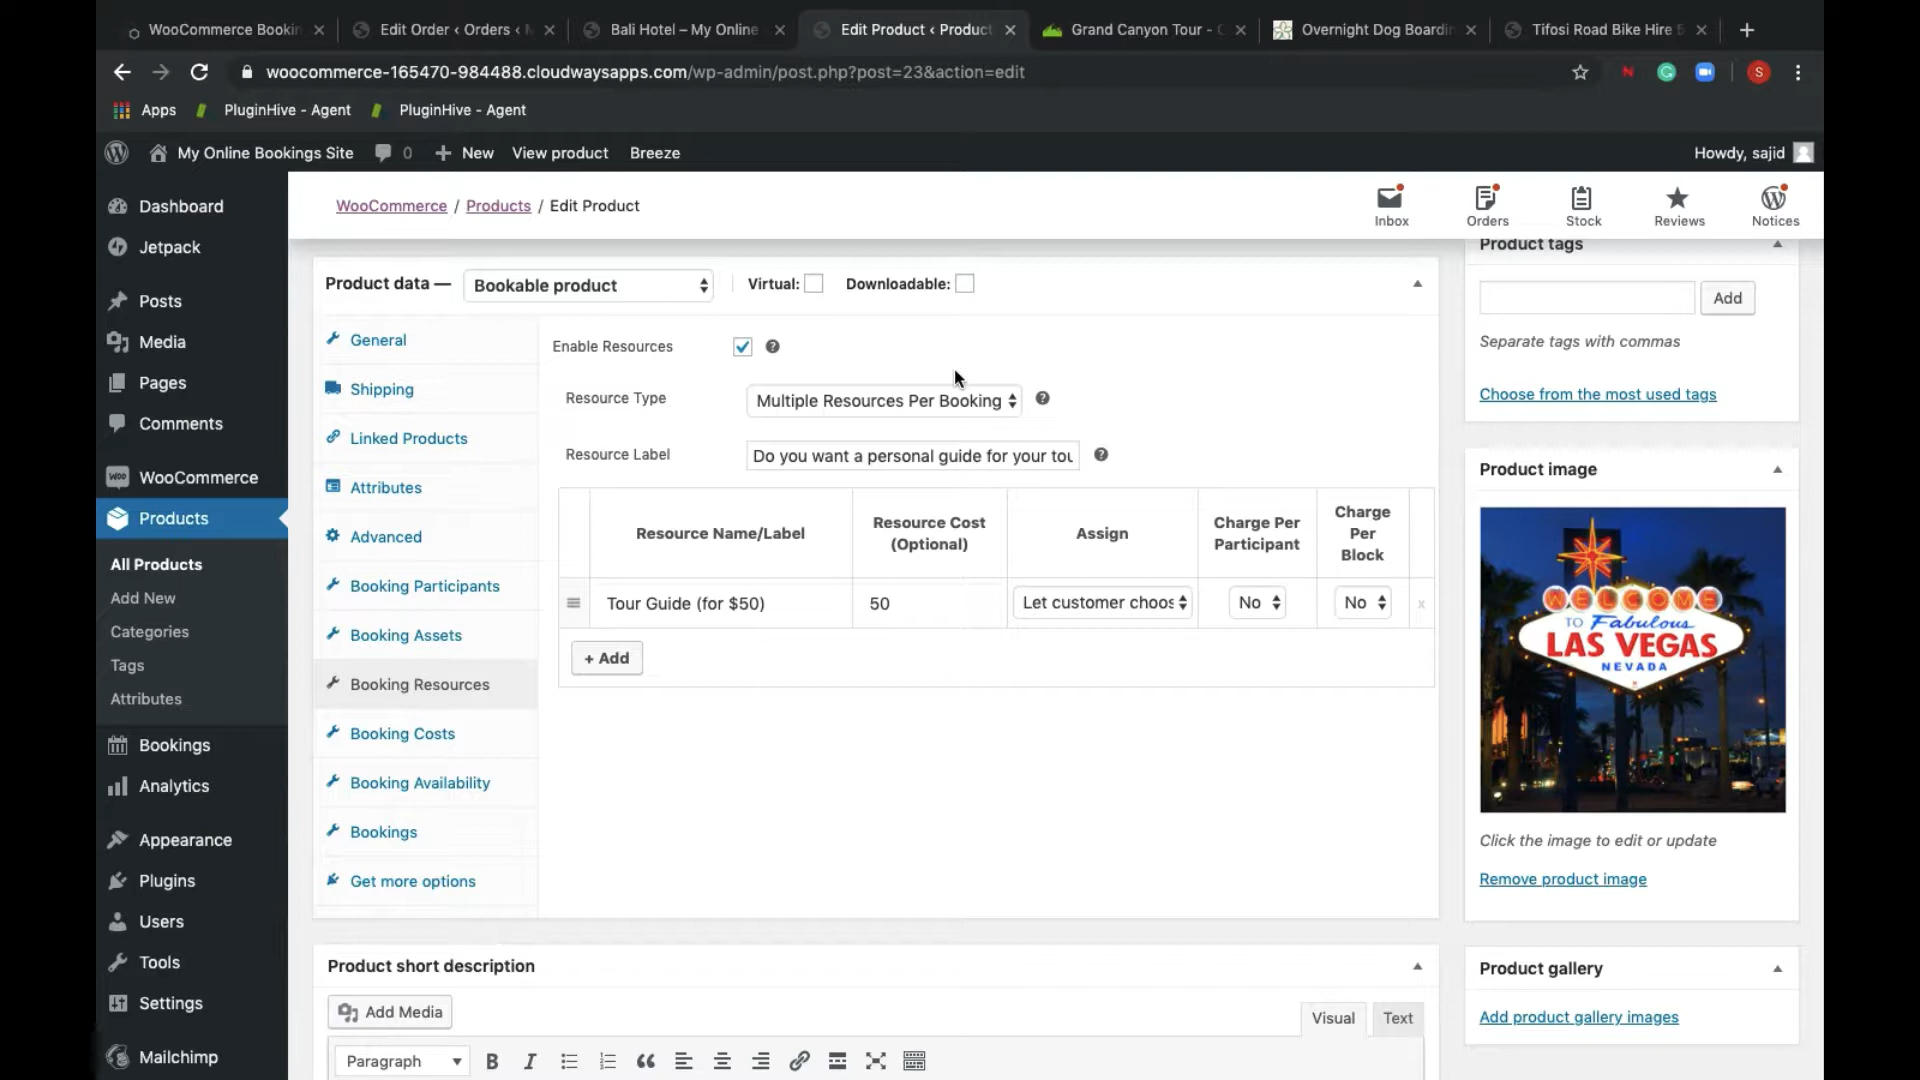 WooCommerce Bookin
Edit Order ‹ Orders ‹
Bali Hotel – My Online
Edit Product ‹ Product
Grand Canyon Tour -
Overnight Dog Boardin
Tifosi Road Bike Hire
woocommerce-165470-984488.cloudwaysapps.com/wp-admin/post.php?post=23&action=edit
S
Apps
PluginHive - Agent
PluginHive - Agent
My Online Bookings Site
0
New
View product
Breeze
Howdy, sajid
WooCommerce / Products / Edit Product
Inbox
Orders
Stock
Reviews
Notices
Dashboard
Jetpack
Posts
Media
Pages
Comments
WooCommerce
Products
All Products
Add New
Categories
Tags
Attributes
Bookings
Analytics
Appearance
Plugins
Users
Tools
Settings
Mailchimp
Product data —
Bookable product
Virtual:
Downloadable:
General
Shipping
Linked Products
Attributes
Advanced
Booking Participants
Booking Assets
Booking Resources
Booking Costs
Booking Availability
Bookings
Get more options
Enable Resources
Resource Type
Multiple Resources Per Booking
Resource Label
Do you want a personal guide for your tou
Resource Name/Label
Resource Cost
(Optional)
Assign
Charge Per
Participant
Charge
Per
Block
Tour Guide (for $50)
50
Let customer choos
No
No
x
+ Add
Product short description
Add Media
Visual
Text
Paragraph
B
I
Product tags
Add
Separate tags with commas
Choose from the most used tags
Product image
WELCOME
TO Fabulous
LAS VEGAS
NEVADA
Click the image to edit or update
Remove product image
Product gallery
Add product gallery images